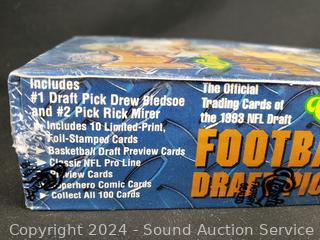 Includes
#1 Draft Pick Drew Bledsoe
and #2 Pick Rick Mirer
Includes 10 Limited-Print,
Foil-Stamped Cards
Basketball Draft Preview Cards
Classic NFL Pro Line
Preview Cards
Superhero Comic Cards
Collect All 100 Cards
The Official
Trading Cards of
the 1993 NFL Draft
FOOTBA
DRAFT PIC
Copyright 2024 - Sound Auction Service